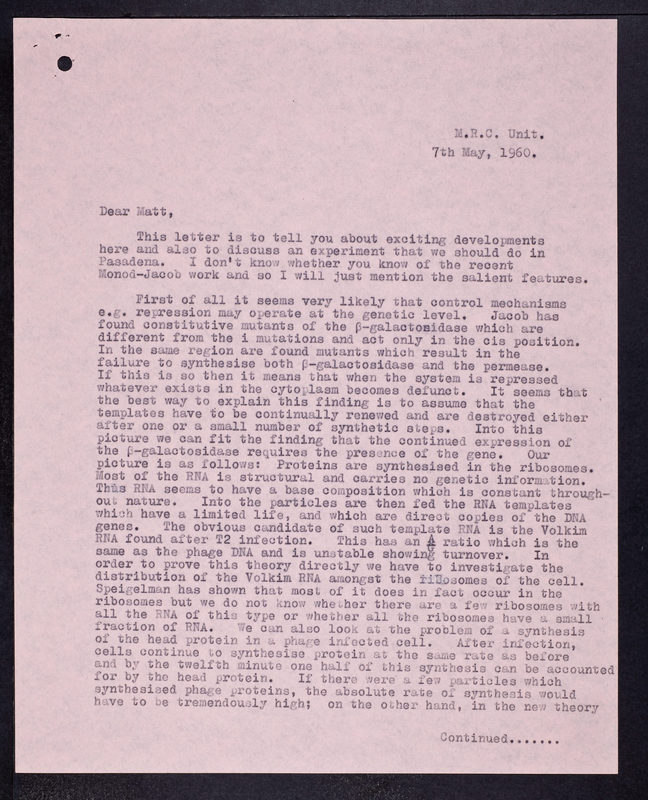 M.R.C. Unit.
7th May, 1960.
Dear Matt,
This letter is to tell you about exciting developments
here and also to discuss an experiment that we should do in
Pasadena. I don't know whether you know of the recent
Monod-Jacob work and so I will just mention the salient features.
First of all it seems very likely that control mechanisms
e.g. repression may operate at the genetic level. Jacob has
found constitutive mutants of the β-galactosidase which are
different from the i mutations and act only in the cis position.
In the same region are found mutants which result in the
failure to synthesise both β-galactosidase and the permease.
If this is so then it means that when the system is repressed
whatever exists in the cytoplasm becomes defunct. It seems that
the best way to explain this finding is to assume that the
templates have to be continually renewed and are destroyed either
after one or a small number of synthetic steps. Into this
picture we can fit the finding that the continued expression of
the β-galactosidase requires the presence of the gene. Our
picture is as follows: Proteins are synthesised in the ribosomes.
Most of the RNA is structural and carries no genetic information.
This RNA seems to have a base composition which is constant through-
out nature. Into the particles are then fed the RNA templates
which have a limited life, and which are direct copies of the DNA
genes. The obvious candidate of such template RNA is the Volkim
RNA found after T2 infection. This has an ratio which is the
same as the phage DNA and is unstable showing turnover. In
order to prove this theory directly we have to investigate the
distribution of the Volkim RNA amongst the ribosomes of the cell.
Speigelman has shown that most of it does in fact occur in the
ribosomes but we do not know whether there are a few ribosomes with
all the RNA of this type or whether all the ribosomes have a small
fraction of RNA. We can also look at the problem of a synthesis
of the head protein in a phage infected cell. After infection,
cells continue to synthesise protein at the same rate as before
and by the twelfth minute one half of this synthesis can be accounted
for by the head protein. If there were a few particles which
synthesised phage proteins, the absolute rate of synthesis would
have to be tremendously high; on the other hand, in the new theory
Continued.......